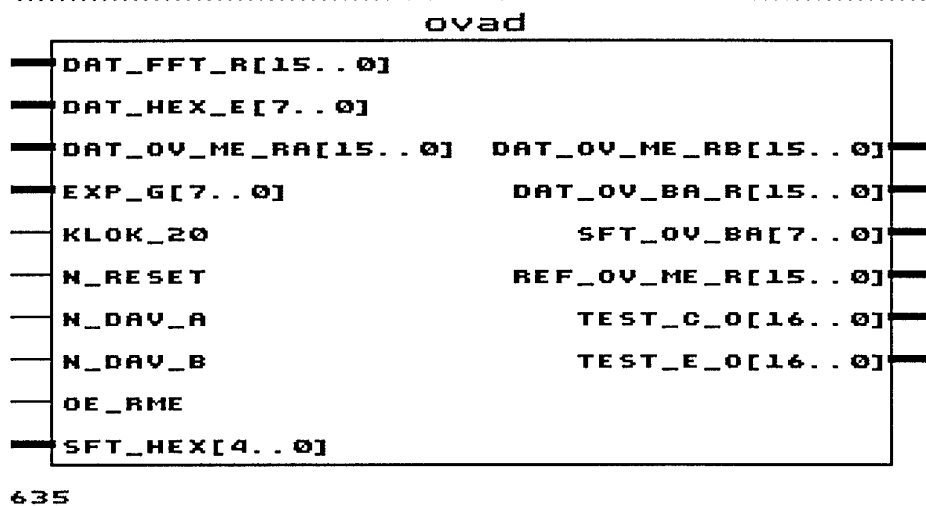 ovad
DAT_FFT_R[15..0]
DAT_HEX_E[7..0]
DAT_OV_ME_RA[15..0] DAT_OV_ME_RB[15..0]
EXP_G[7..0] DAT_OV_BA_R[15..0]
KLOK_20 SFT_OV_BA[7..0]
N_RESET REF_OV_ME_R[15..0]
N_DAV_A TEST_C_O[16..0]
N_DAV_B TEST_E_O[16..0]
OE_RME
SFT_HEX[4..0]
635